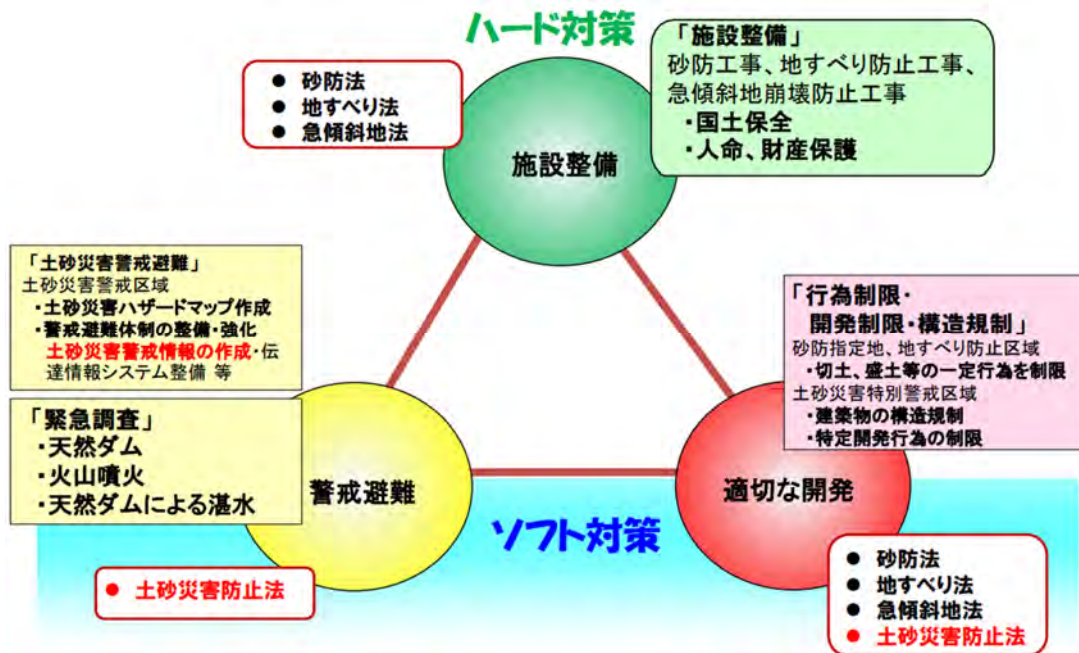 ハード対策
● 砂防法
● 地すべり法
● 急傾斜地法
「施設整備」
砂防工事、地すべり防止工事、
急傾斜地崩壊防止工事
・国土保全
・人命、財産保護
施設整備
「土砂災害警戒避難」
土砂災害警戒区域
・土砂災害ハザードマップ作成
・警戒避難体制の整備・強化
土砂災害警戒情報の作成・伝
達情報システム整備 等
「緊急調査」
・天然ダム
・火山噴火
・天然ダムによる湛水
警戒避難
● 土砂災害防止法
ソフト対策
「行為制限・
開発制限・構造規制」
砂防指定地、地すべり防止区域
・切土、盛土等の一定行為を制限
土砂災害特別警戒区域
・建築物の構造規制
・特定開発行為の制限
適切な開発
● 砂防法
● 地すべり法
● 急傾斜地法
● 土砂災害防止法